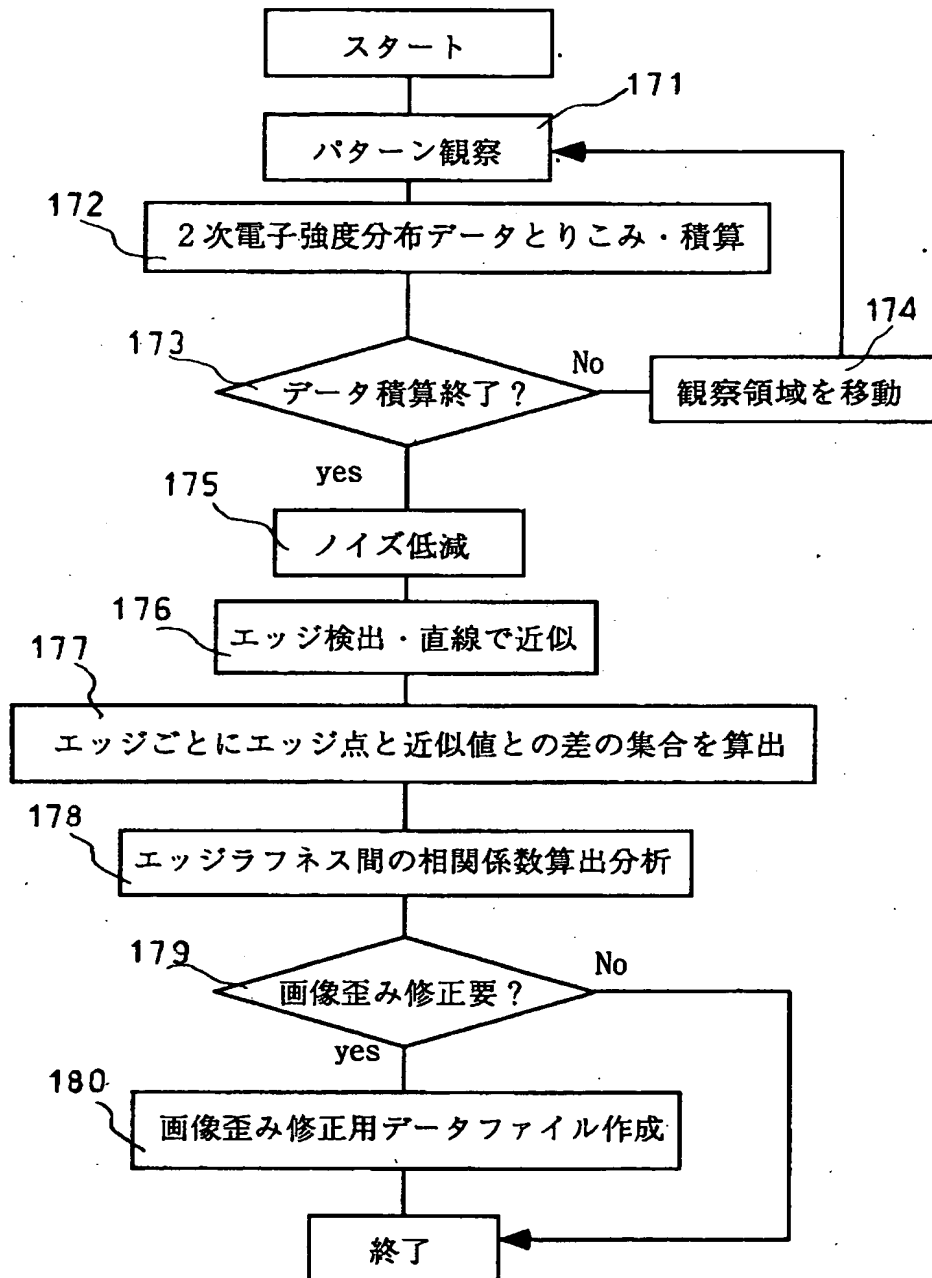 スタート
171
パターン観察
172
2次電子強度分布データとりこみ・積算
173
データ積算終了？
No
174
観察領域を移動
yes
175
ノイズ低減
176
エッジ検出・直線で近似
177
エッジごとにエッジ点と近似値との差の集合を算出
178
エッジラフネス間の相関係数算出分析
179
画像歪み修正要？
No
yes
180
画像歪み修正用データファイル作成
終了